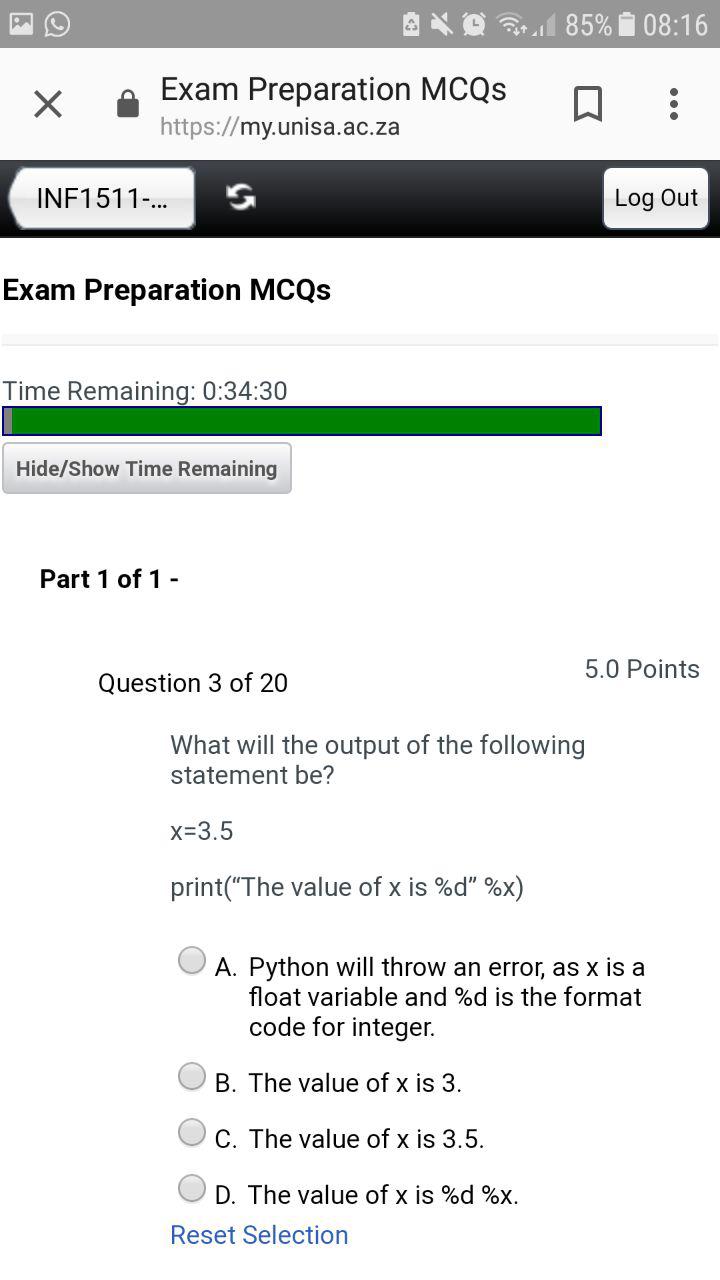 85% 08:16
Exam Preparation MCQs
https://my.unisa.ac.za
INF1511-...
Log Out
Exam Preparation MCQs
Time Remaining: 0:34:30
Hide/Show Time Remaining
Part 1 of 1 -
5.0 Points
Question 3 of 20
What will the output of the following
statement be?
x=3.5
print(“The value of x is %d” %x)
A. Python will throw an error, as x is a
float variable and %d is the format
code for integer.
B. The value of x is 3.
C. The value of x is 3.5.
D. The value of x is %d %x.
Reset Selection